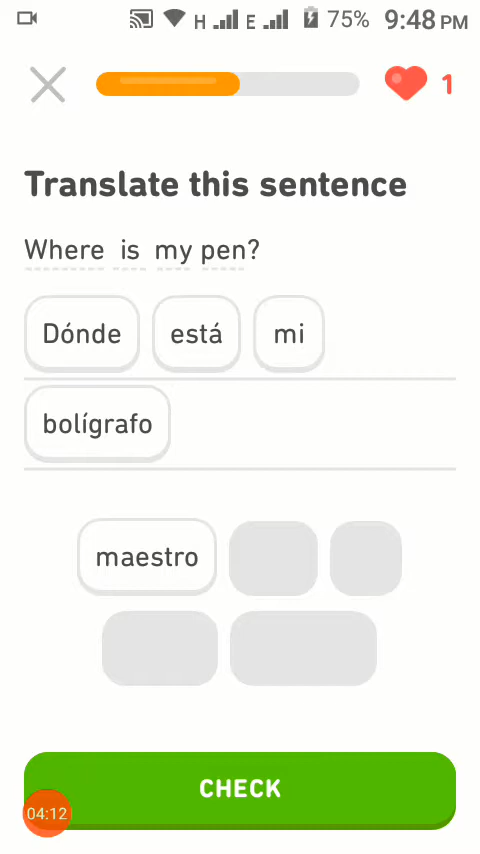 H E 75% 9:48 PM
1
Translate this sentence
Where is my pen?
Dónde está mi
bolígrafo
maestro
CHECK
04:12